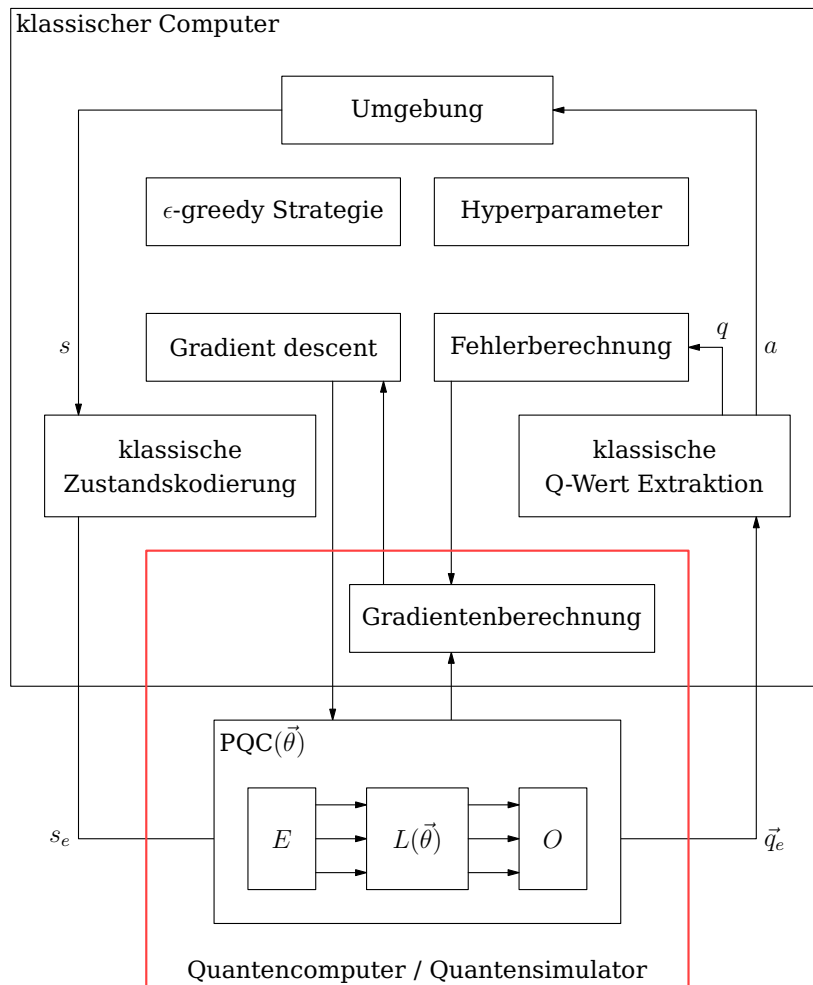 klassischer Computer
Umgebung
ϵ-greedy Strategie
Hyperparameter
s
Gradient descent
Fehlerberechnung
q
a
klassische
Zustandskodierung
klassische
Q-Wert Extraktion
Gradientenberechnung
PQC(θ⃗)
s_e
E
L(θ⃗)
O
q⃗_e
Quantencomputer / Quantensimulator